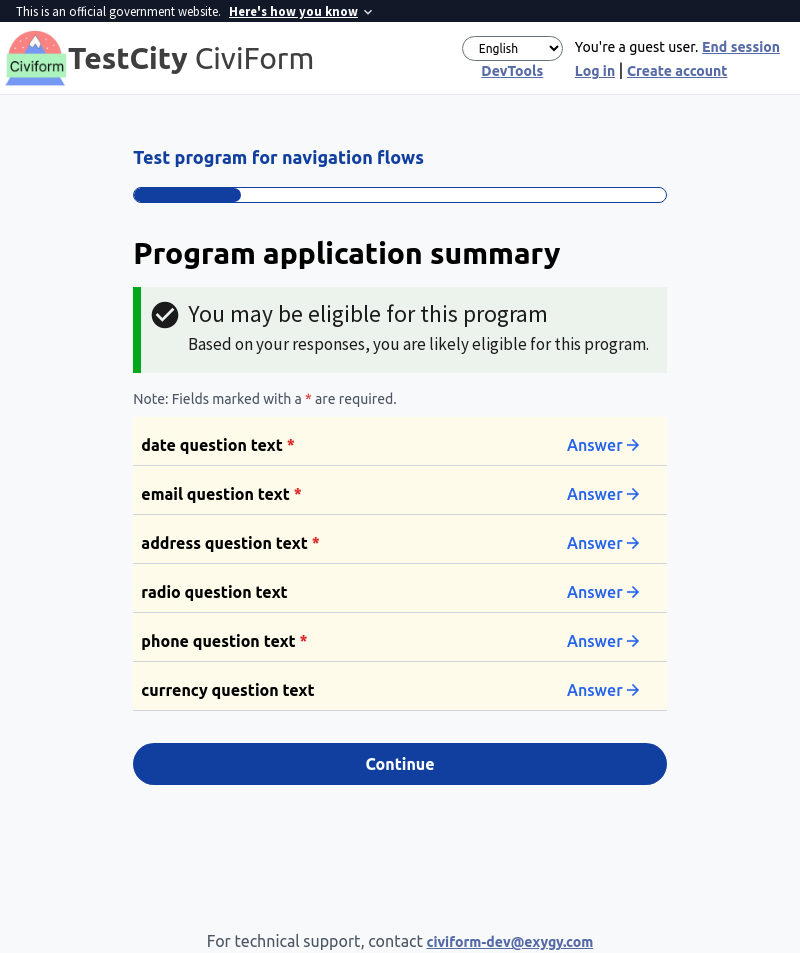 This is an official government website. Here's how you know
Civiform
TestCity CiviForm
English
DevTools
You're a guest user. End session
Log in | Create account
Test program for navigation flows
Program application summary
You may be eligible for this program
Based on your responses, you are likely eligible for this program.
Note: Fields marked with a * are required.
date question text * Answer →
email question text * Answer →
address question text * Answer →
radio question text Answer →
phone question text * Answer →
currency question text Answer →
Continue
For technical support, contact civiform-dev@exygy.com